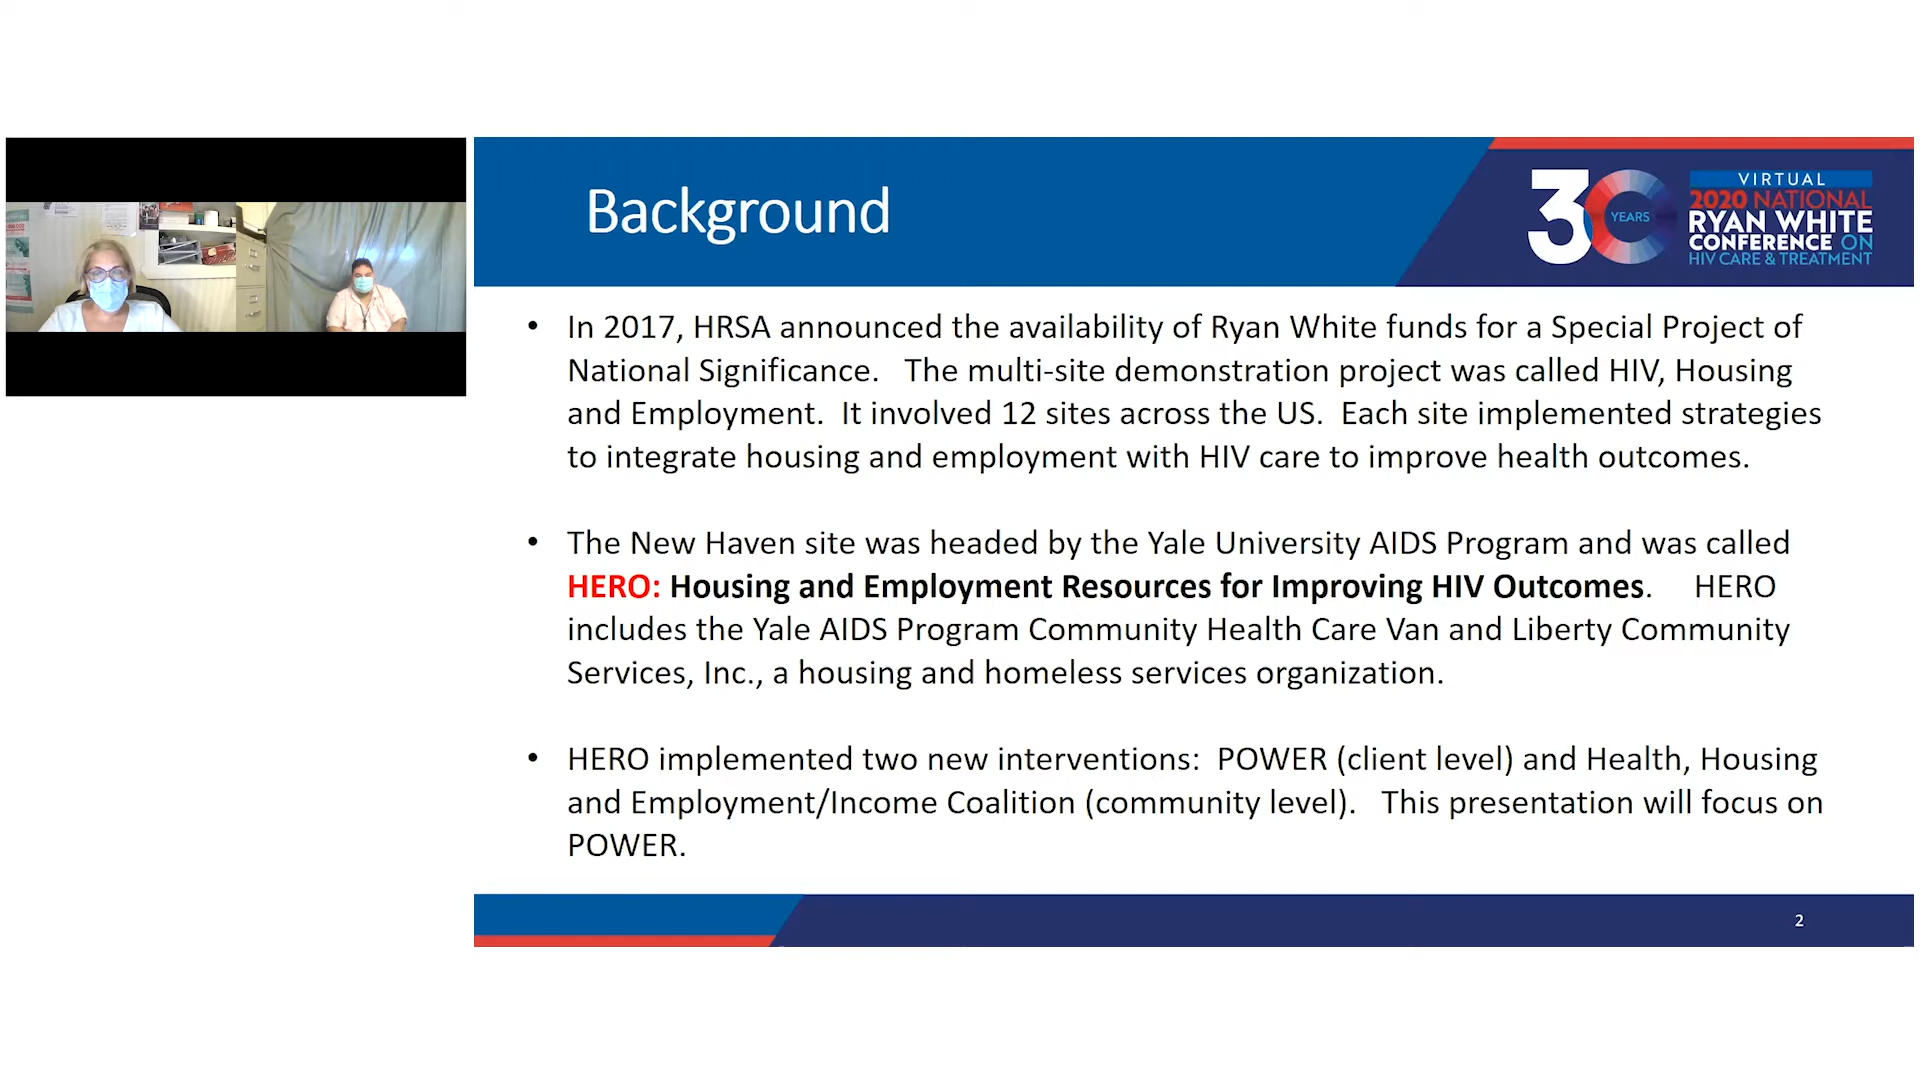 Background
30 YEARS
VIRTUAL
2020 NATIONAL
RYAN WHITE
CONFERENCE ON
HIV CARE & TREATMENT
• In 2017, HRSA announced the availability of Ryan White funds for a Special Project of
National Significance. The multi-site demonstration project was called HIV, Housing
and Employment. It involved 12 sites across the US. Each site implemented strategies
to integrate housing and employment with HIV care to improve health outcomes.
• The New Haven site was headed by the Yale University AIDS Program and was called
HERO: Housing and Employment Resources for Improving HIV Outcomes. HERO
includes the Yale AIDS Program Community Health Care Van and Liberty Community
Services, Inc., a housing and homeless services organization.
• HERO implemented two new interventions: POWER (client level) and Health, Housing
and Employment/Income Coalition (community level). This presentation will focus on
POWER.
2